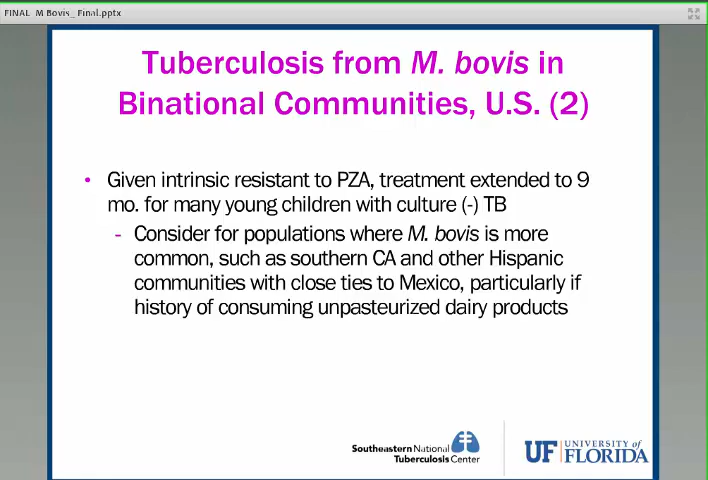 FINAL M Bovis_ Final.pptx
Tuberculosis from M. bovis in
Binational Communities, U.S. (2)
• Given intrinsic resistant to PZA, treatment extended to 9
mo. for many young children with culture (-) TB
- Consider for populations where M. bovis is more
common, such as southern CA and other Hispanic
communities with close ties to Mexico, particularly if
history of consuming unpasteurized dairy products
Southeastern National
Tuberculosis Center
UF UNIVERSITY of
FLORIDA